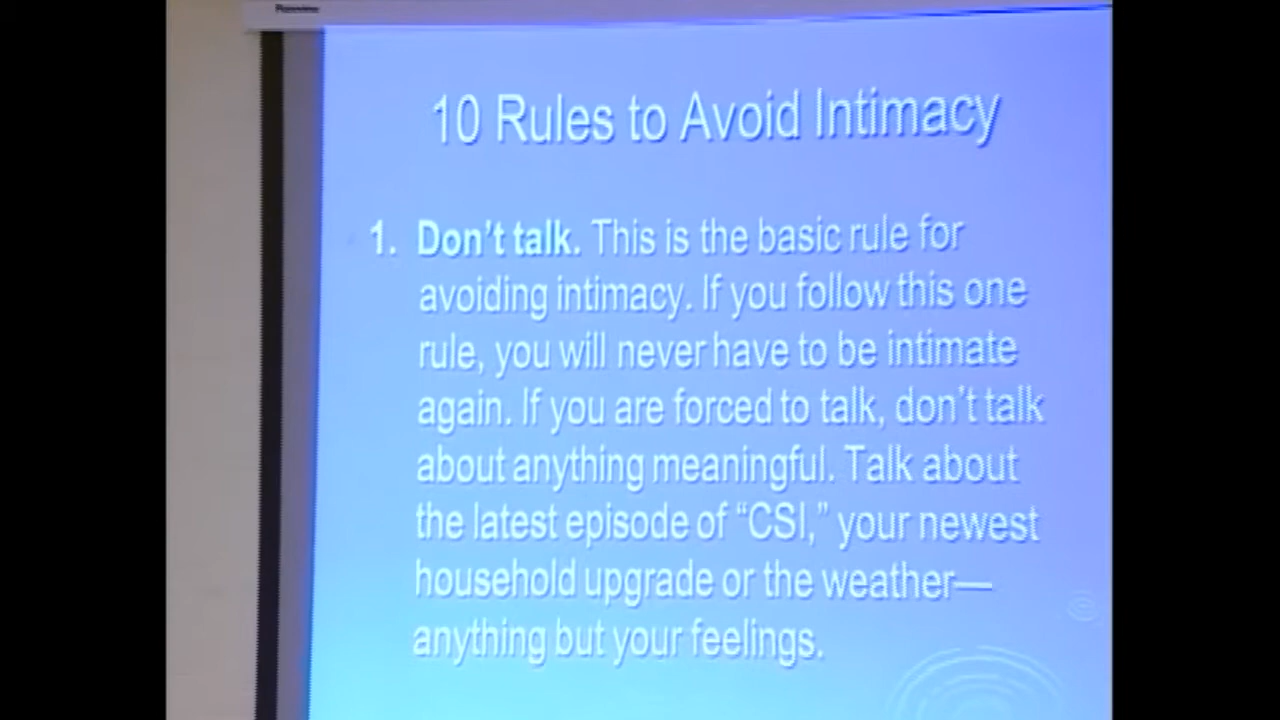 10 Rules to Avoid Intimacy
1. Don't talk. This is the basic rule for
avoiding intimacy. If you follow this one
rule, you will never have to be intimate
again. If you are forced to talk, don't talk
about anything meaningful. Talk about
the latest episode of “CSI,” your newest
household upgrade or the weather—
anything but your feelings.